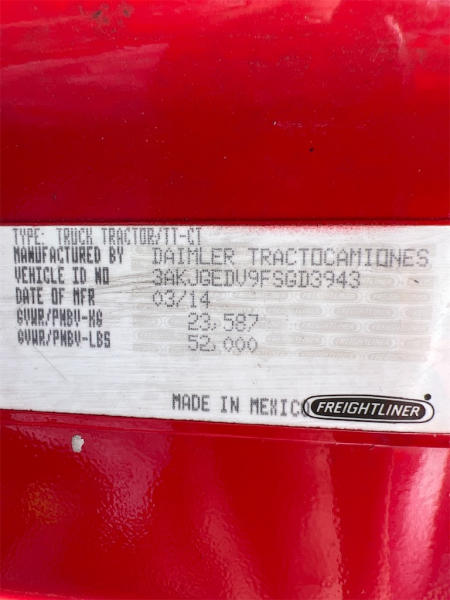 TYPE: TRUCK TRACTOR/TT-CT
MANUFACTURED BY DAIMLER TRACTOCAMIONES
VEHICLE ID NO 3AKJGEDV9FSGD3943
DATE OF MFR 03/14
GVWR/PNBV-KG 23,587
GVWR/PNBV-LBS 52,000
MADE IN MEXICO FREIGHTLINER